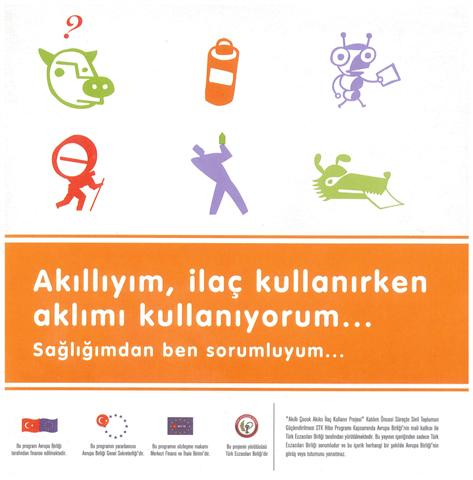 ?
Akıllıyım, ilaç kullanırken
aklımı kullanıyorum...
Sağlığımdan ben sorumluyum...
Bu program Avrupa Birliği
tarafından finanse edilmektedir.
Bu programın yararlanıcısı
Avrupa Birliği Genel Sekreterliği'dir.
Bu programın sözleşme makamı
Merkezi Finans ve İhale Birimi'dir.
Bu projenin yürütücüsü
Türk Eczacıları Birliği'dir.
"Akıllı Çocuk Akılcı İlaç Kullanır Projesi" Katılım Öncesi Süreçte Sivil Toplumun
Güçlendirilmesi STK Hibe Programı Kapsamında Avrupa Birliği'nin mali katkısı ile
Türk Eczacıları Birliği tarafından yürütülmektedir. Bu yayının içeriğinden sadece Türk
Eczacıları Birliği sorumludur ve bu içerik herhangi bir şekilde Avrupa Birliği'nin
görüş veya tutumunu yansıtmaz.